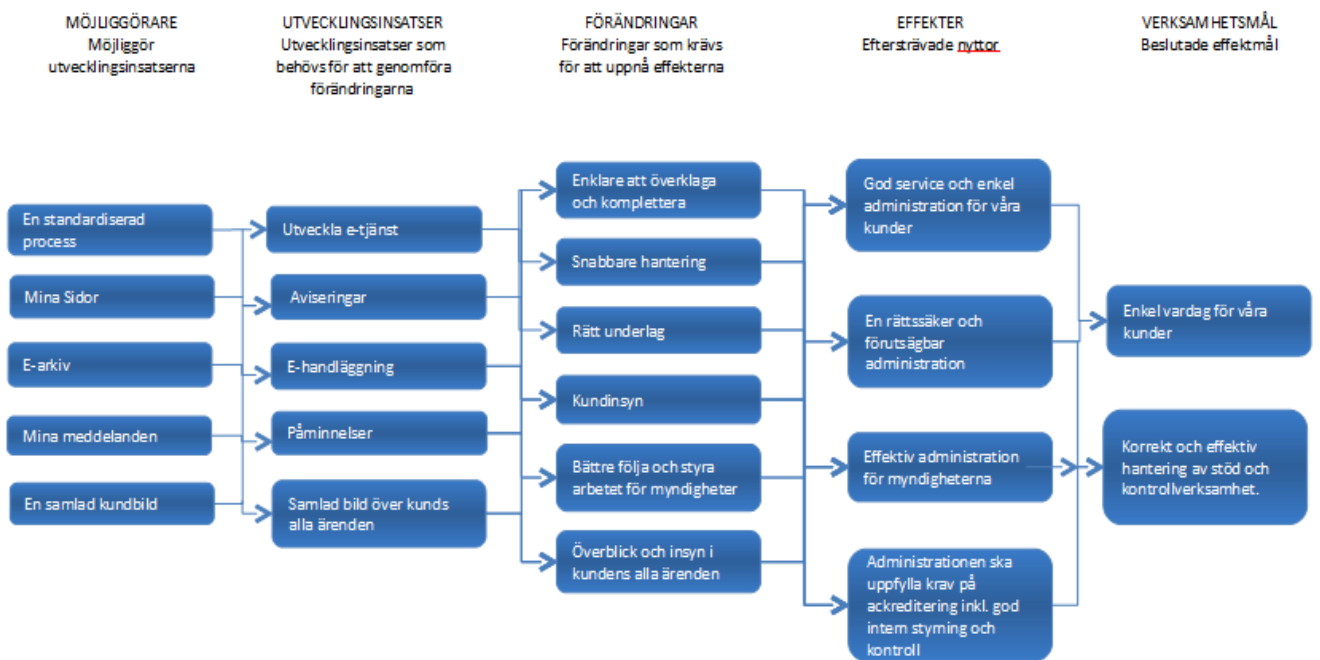 MÖJLIGGÖRARE
Möjliggör
utvecklingsinsatserna
UTVECKLINGSINSATSER
Utvecklingsinsatser som
behövs för att genomföra
förändringarna
FÖRÄNDRINGAR
Förändringar som krävs
för att uppnå effekterna
EFFEKTER
Eftersträvade nyttor
VERKSAMHETSMÅL
Beslutade effektmål
En standardiserad
process
Mina Sidor
E-arkiv
Mina meddelanden
En samlad kundbild
Utveckla e-tjänst
Aviseringar
E-handläggning
Påminnelser
Samlad bild över kunds
alla ärenden
Enklare att överklaga
och komplettera
Snabbare hantering
Rätt underlag
Kundinsyn
Bättre följa och styra
arbetet för myndigheter
Överblick och insyn i
kundens alla ärenden
God service och enkel
administration för våra
kunder
En rättssäker och
förutsägbar
administration
Effektiv administration
för myndigheterna
Administrationen ska
uppfylla krav på
ackreditering inkl. god
intern styrning och
kontroll
Enkel vardag för våra
kunder
Korrekt och effektiv
hantering av stöd och
kontrollverksamhet.